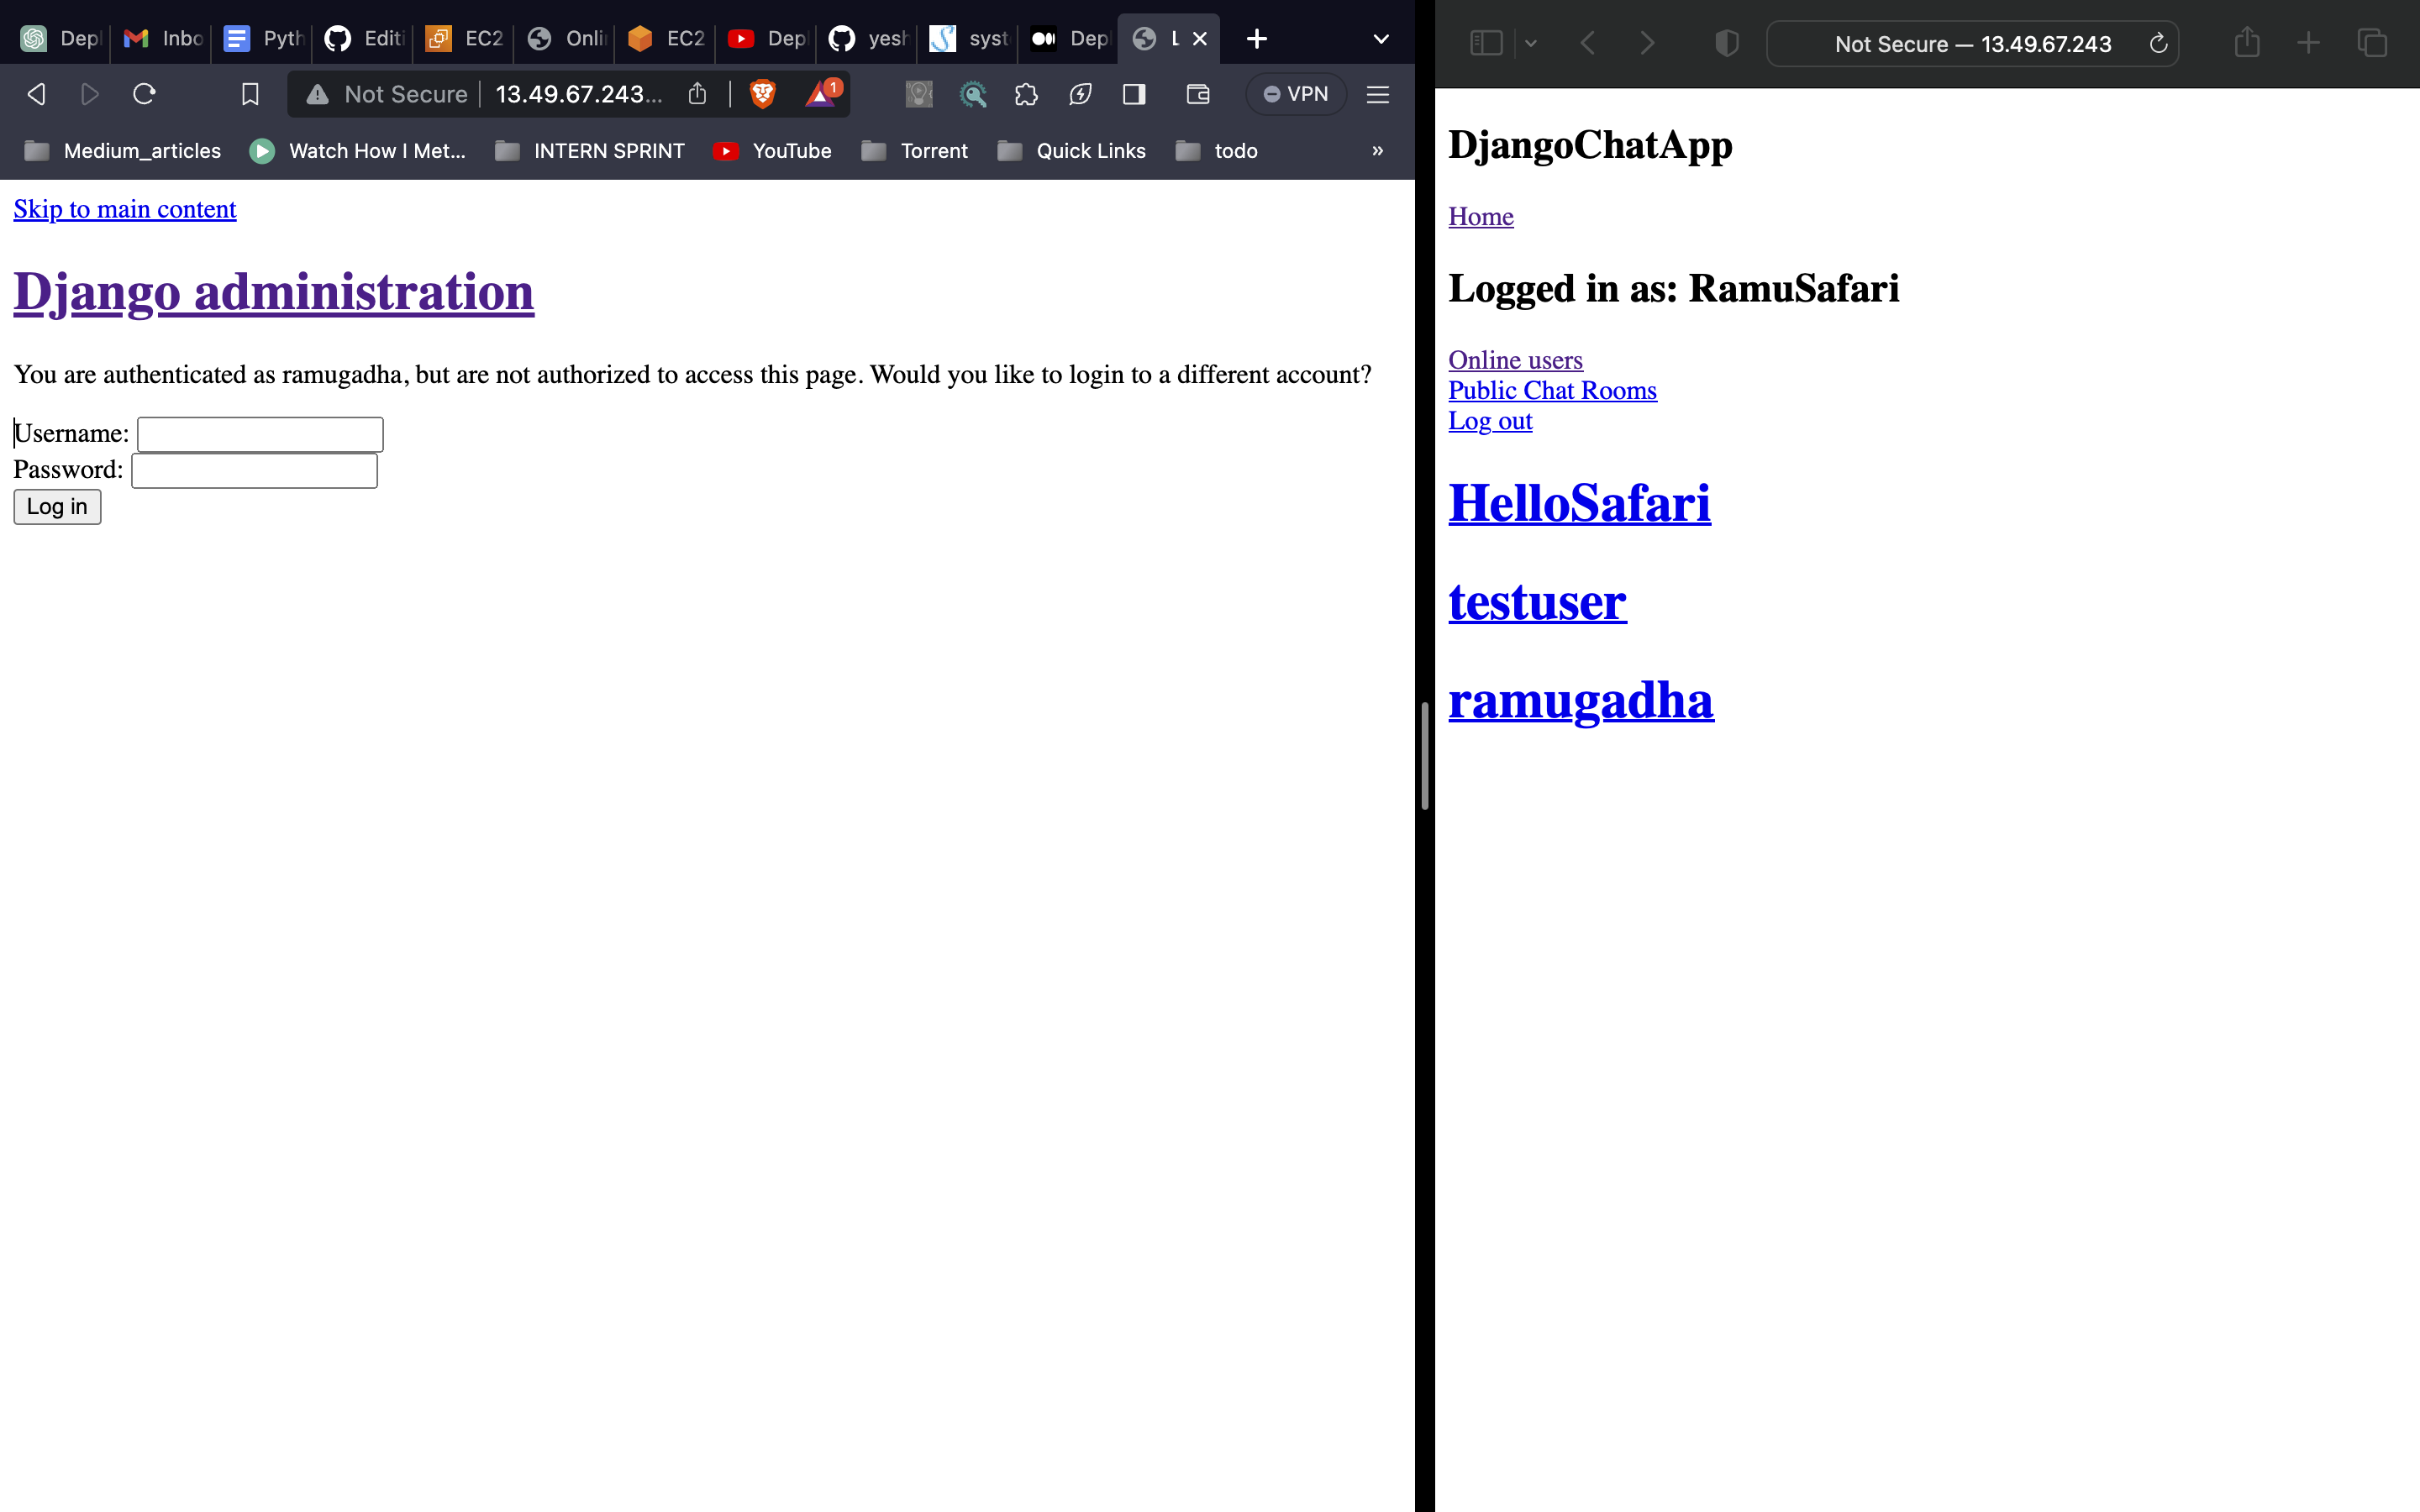 Depl Inbo Pyth Editi EC2 Onlin EC2 Dep yesh syst Dep L
Not Secure 13.49.67.243... 1 VPN
Medium_articles Watch How I Met... INTERN SPRINT YouTube Torrent Quick Links todo »
Skip to main content
Django administration
You are authenticated as ramugadha, but are not authorized to access this page. Would you like to login to a different account?
Username:
Password:
Log in
Not Secure — 13.49.67.243
DjangoChatApp
Home
Logged in as: RamuSafari
Online users
Public Chat Rooms
Log out
HelloSafari
testuser
ramugadha